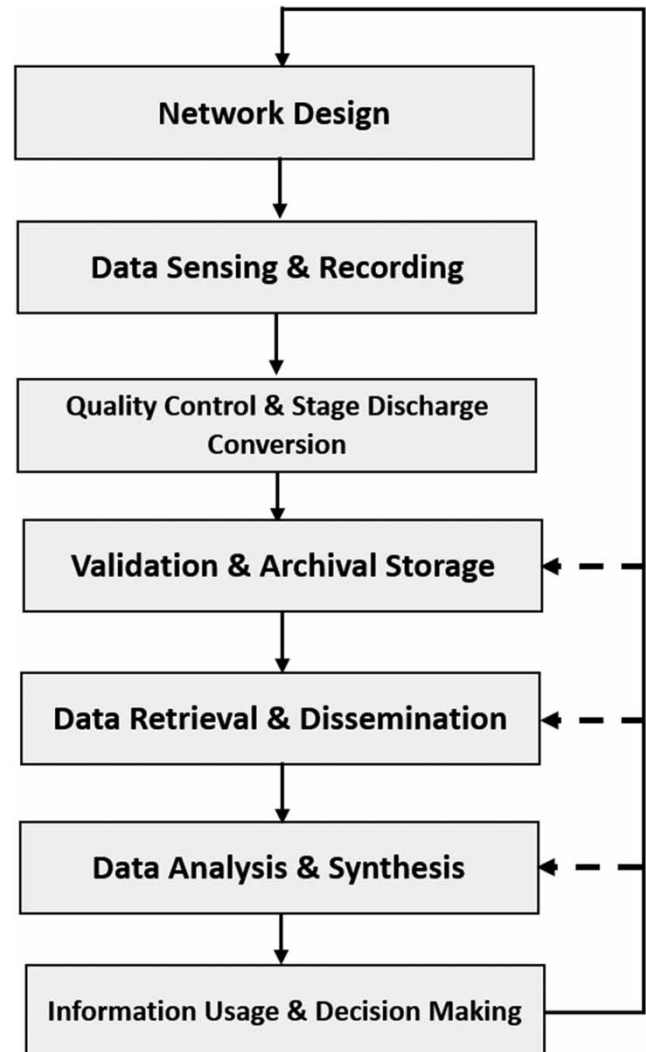 Network Design
Data Sensing & Recording
Quality Control & Stage Discharge
Conversion
Validation & Archival Storage
Data Retrieval & Dissemination
Data Analysis & Synthesis
Information Usage & Decision Making